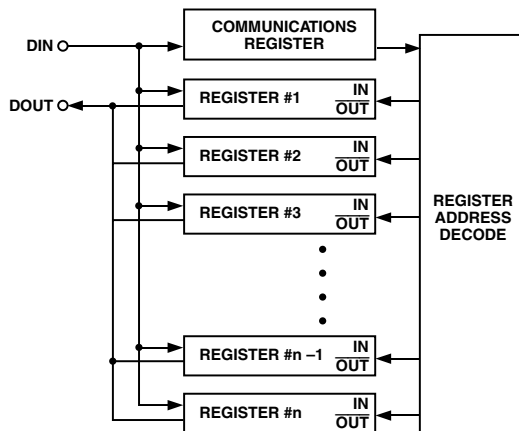 COMMUNICATIONS
REGISTER
DIN
DOUT
REGISTER #1
IN
OUT
REGISTER #2
IN
OUT
REGISTER #3
IN
OUT
REGISTER
ADDRESS
DECODE
REGISTER #n –1
IN
OUT
REGISTER #n
IN
OUT